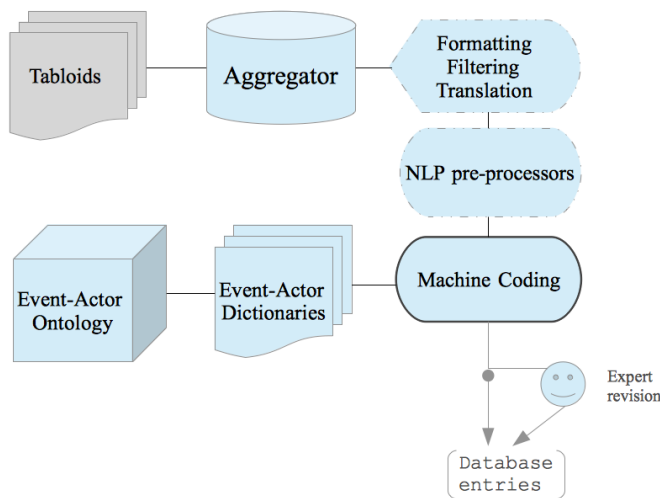 Tabloids
Aggregator
Formatting
Filtering
Translation
NLP pre-processors
Event-Actor
Ontology
Event-Actor
Dictionaries
Machine Coding
Expert
revision
Database
entries